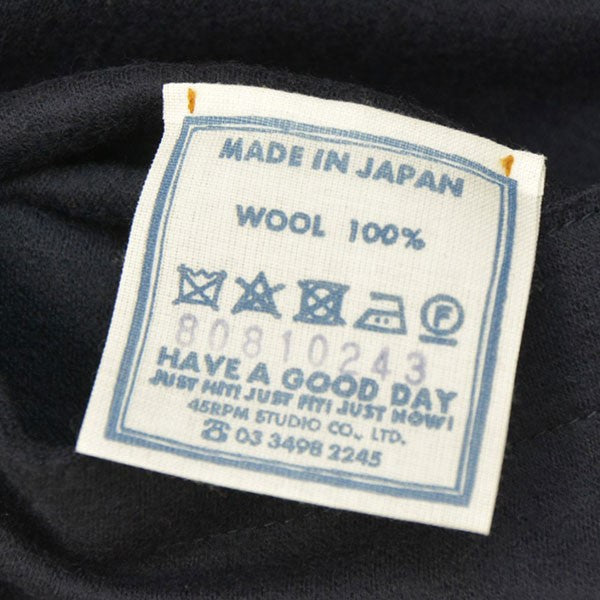 MADE IN JAPAN
WOOL 100%
80810243
HAVE A GOOD DAY
JUST HIT! JUST FIT! JUST NOW!
45RPM STUDIO CO., LTD.
☎ 03 3498 2245